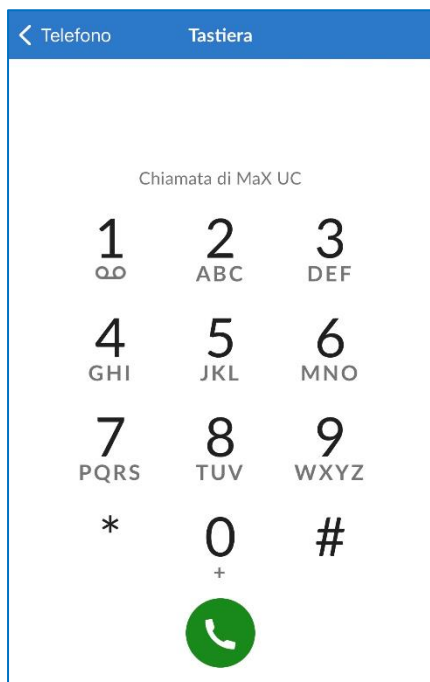 Telefono Tastiera
Chiamata di MaX UC
1 2 3
ABC DEF
4 5 6
GHI JKL MNO
7 8 9
PQRS TUV WXYZ
* 0 #
+